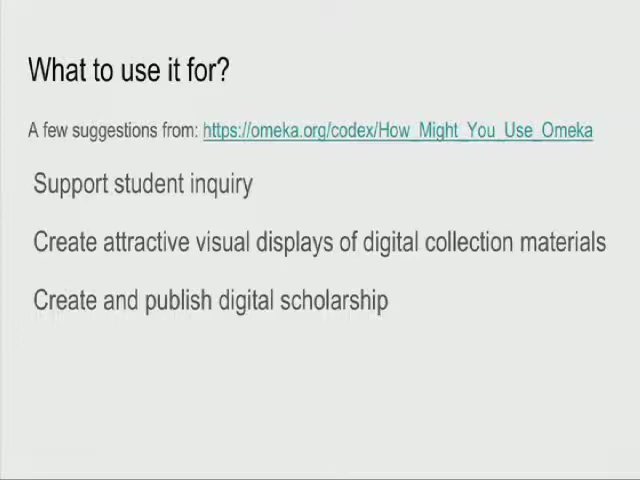 What to use it for?
A few suggestions from: https://omeka.org/codex/How_Might_You_Use_Omeka
Support student inquiry
Create attractive visual displays of digital collection materials
Create and publish digital scholarship